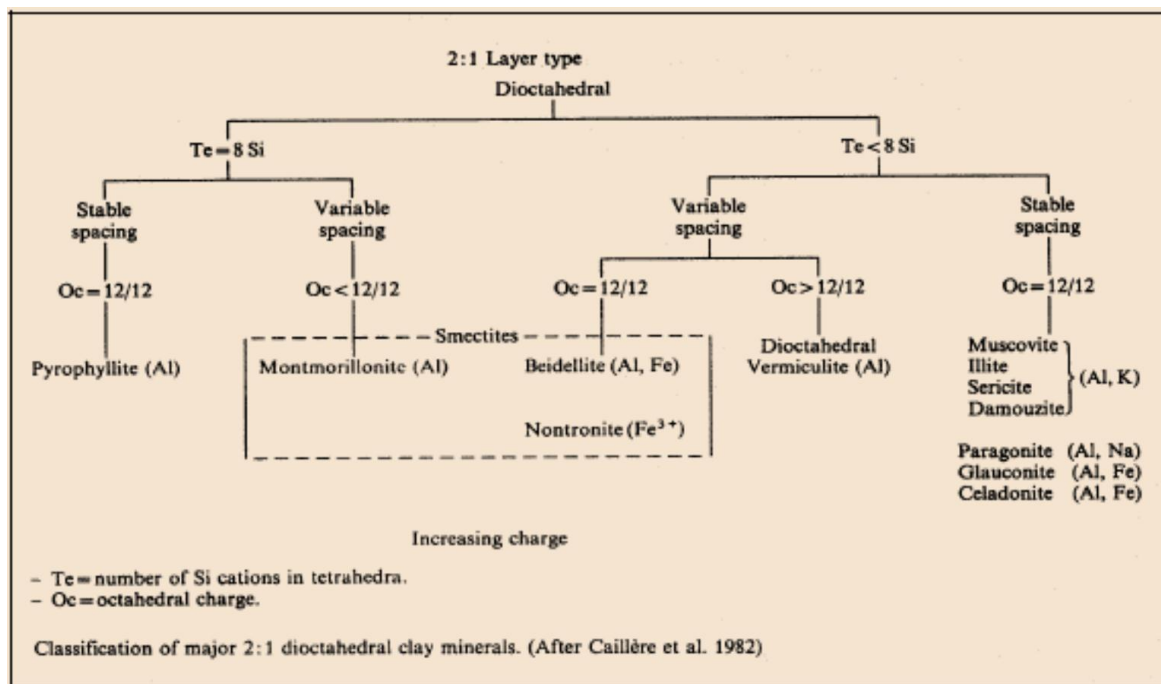 2:1 Layer type
Dioctahedral
Te=8 Si
Te<8 Si
Stable
spacing
Variable
spacing
Variable
spacing
Stable
spacing
Oc=12/12
Oc<12/12
Oc=12/12
Oc>12/12
Oc=12/12
Smectites
Pyrophyllite (Al)
Montmorillonite (Al)
Beidellite (Al, Fe)
Nontronite (Fe³⁺)
Dioctahedral
Vermiculite (Al)
Muscovite
Illite
Sericite
Damouzite
(Al, K)
Paragonite (Al, Na)
Glauconite (Al, Fe)
Celadonite (Al, Fe)
Increasing charge
– Te=number of Si cations in tetrahedra.
– Oc=octahedral charge.
Classification of major 2:1 dioctahedral clay minerals. (After Caillère et al. 1982)